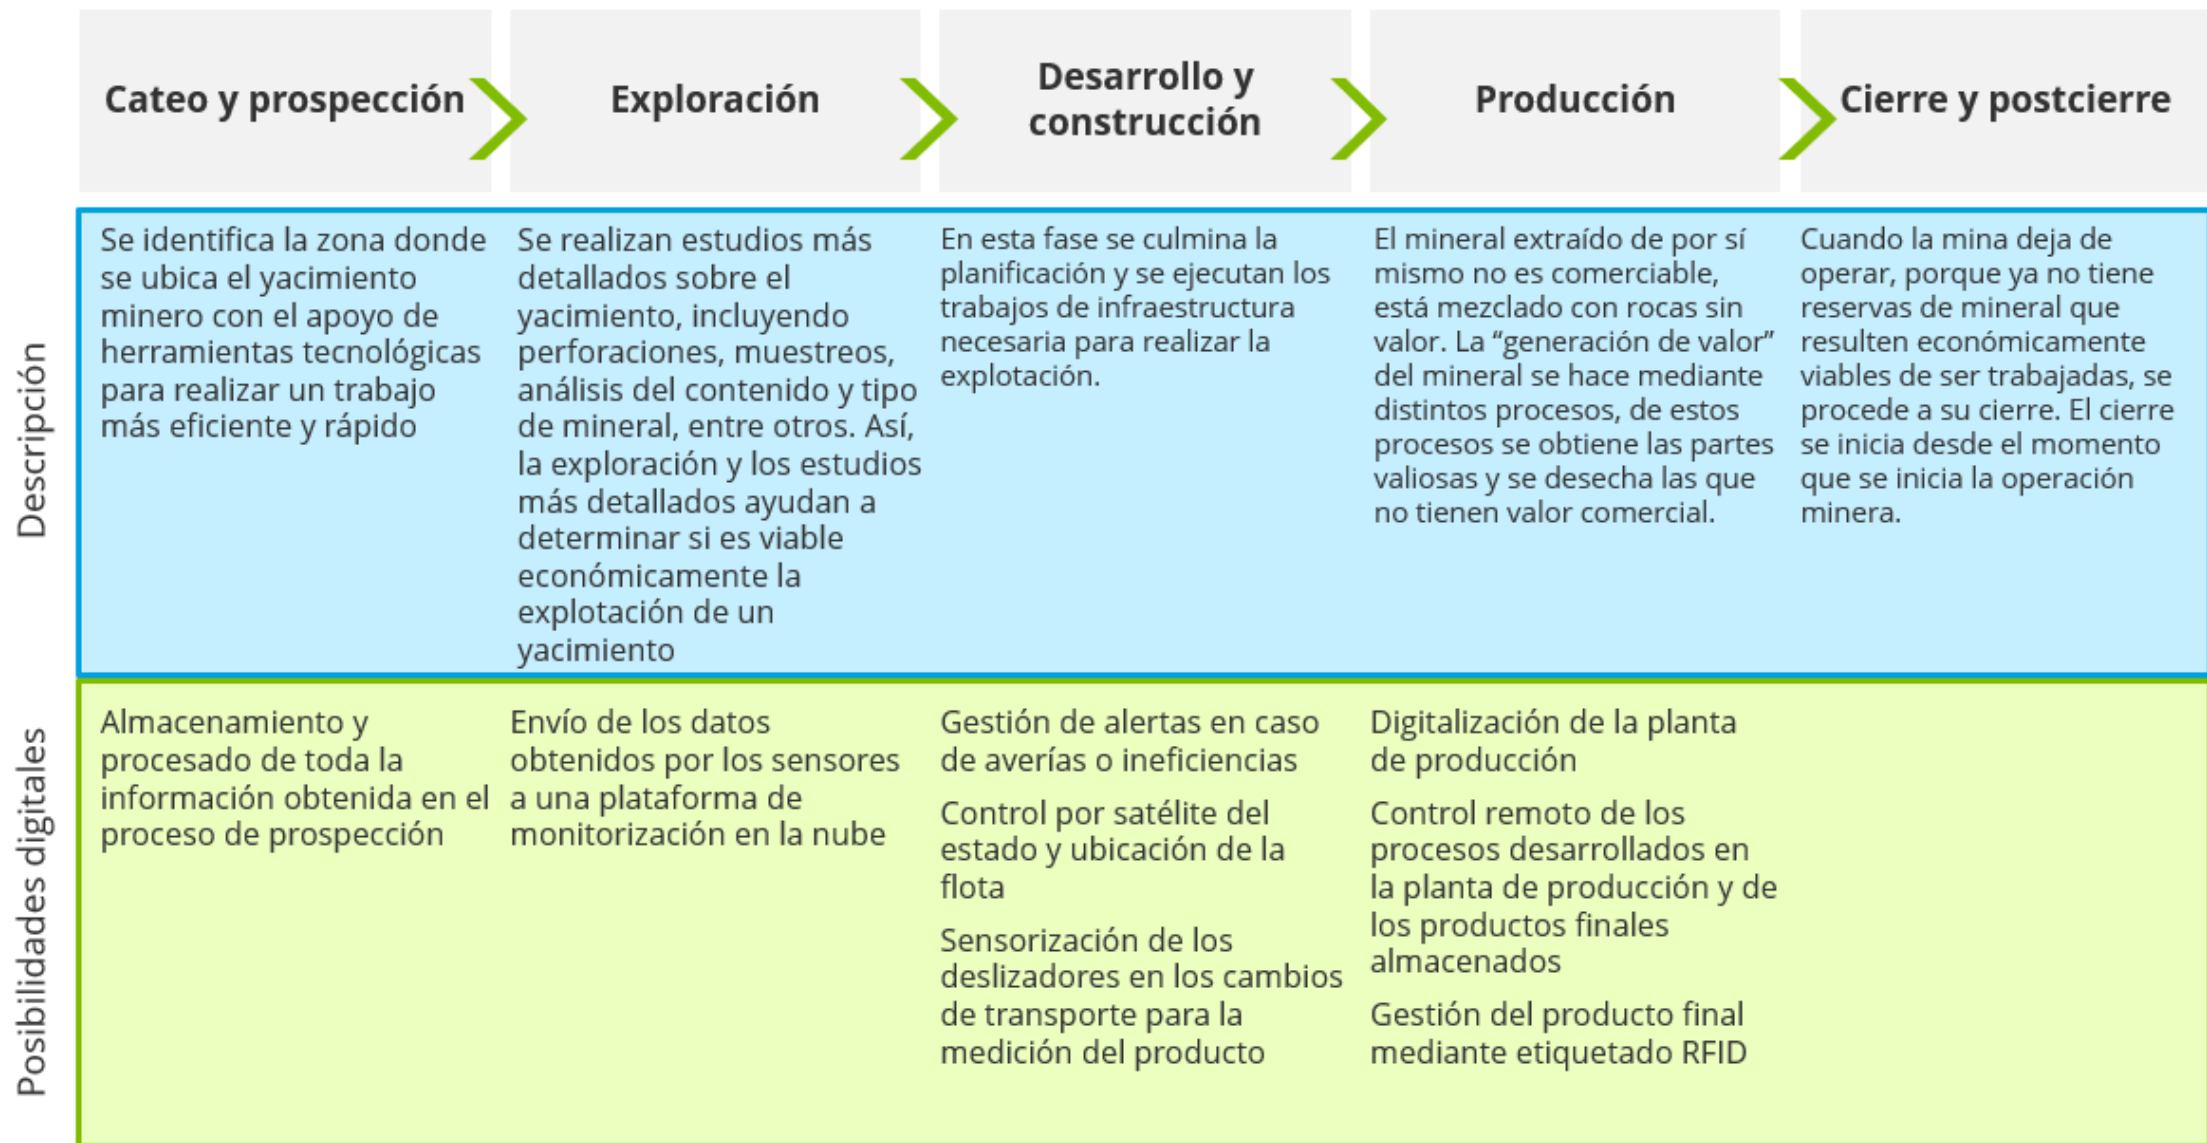 Cateo y prospección
Exploración
Desarrollo y
construcción
Producción
Cierre y postcierre
Descripción
Se identifica la zona donde
se ubica el yacimiento
minero con el apoyo de
herramientas tecnológicas
para realizar un trabajo
más eficiente y rápido
Se realizan estudios más
detallados sobre el
yacimiento, incluyendo
perforaciones, muestreos,
análisis del contenido y tipo
de mineral, entre otros. Así,
la exploración y los estudios
más detallados ayudan a
determinar si es viable
económicamente la
explotación de un
yacimiento
En esta fase se culmina la
planificación y se ejecutan los
trabajos de infraestructura
necesaria para realizar la
explotación.
El mineral extraído de por sí
mismo no es comerciable,
está mezclado con rocas sin
valor. La “generación de valor”
del mineral se hace mediante
distintos procesos, de estos
procesos se obtiene las partes
valiosas y se desecha las que
no tienen valor comercial.
Cuando la mina deja de
operar, porque ya no tiene
reservas de mineral que
resulten económicamente
viables de ser trabajadas, se
procede a su cierre. El cierre
se inicia desde el momento
que se inicia la operación
minera.
Posibilidades digitales
Almacenamiento y
procesado de toda la
información obtenida en el
proceso de prospección
Envío de los datos
obtenidos por los sensores
a una plataforma de
monitorización en la nube
Gestión de alertas en caso
de averías o ineficiencias
Control por satélite del
estado y ubicación de la
flota
Sensorización de los
deslizadores en los cambios
de transporte para la
medición del producto
Digitalización de la planta
de producción
Control remoto de los
procesos desarrollados en
la planta de producción y de
los productos finales
almacenados
Gestión del producto final
mediante etiquetado RFID